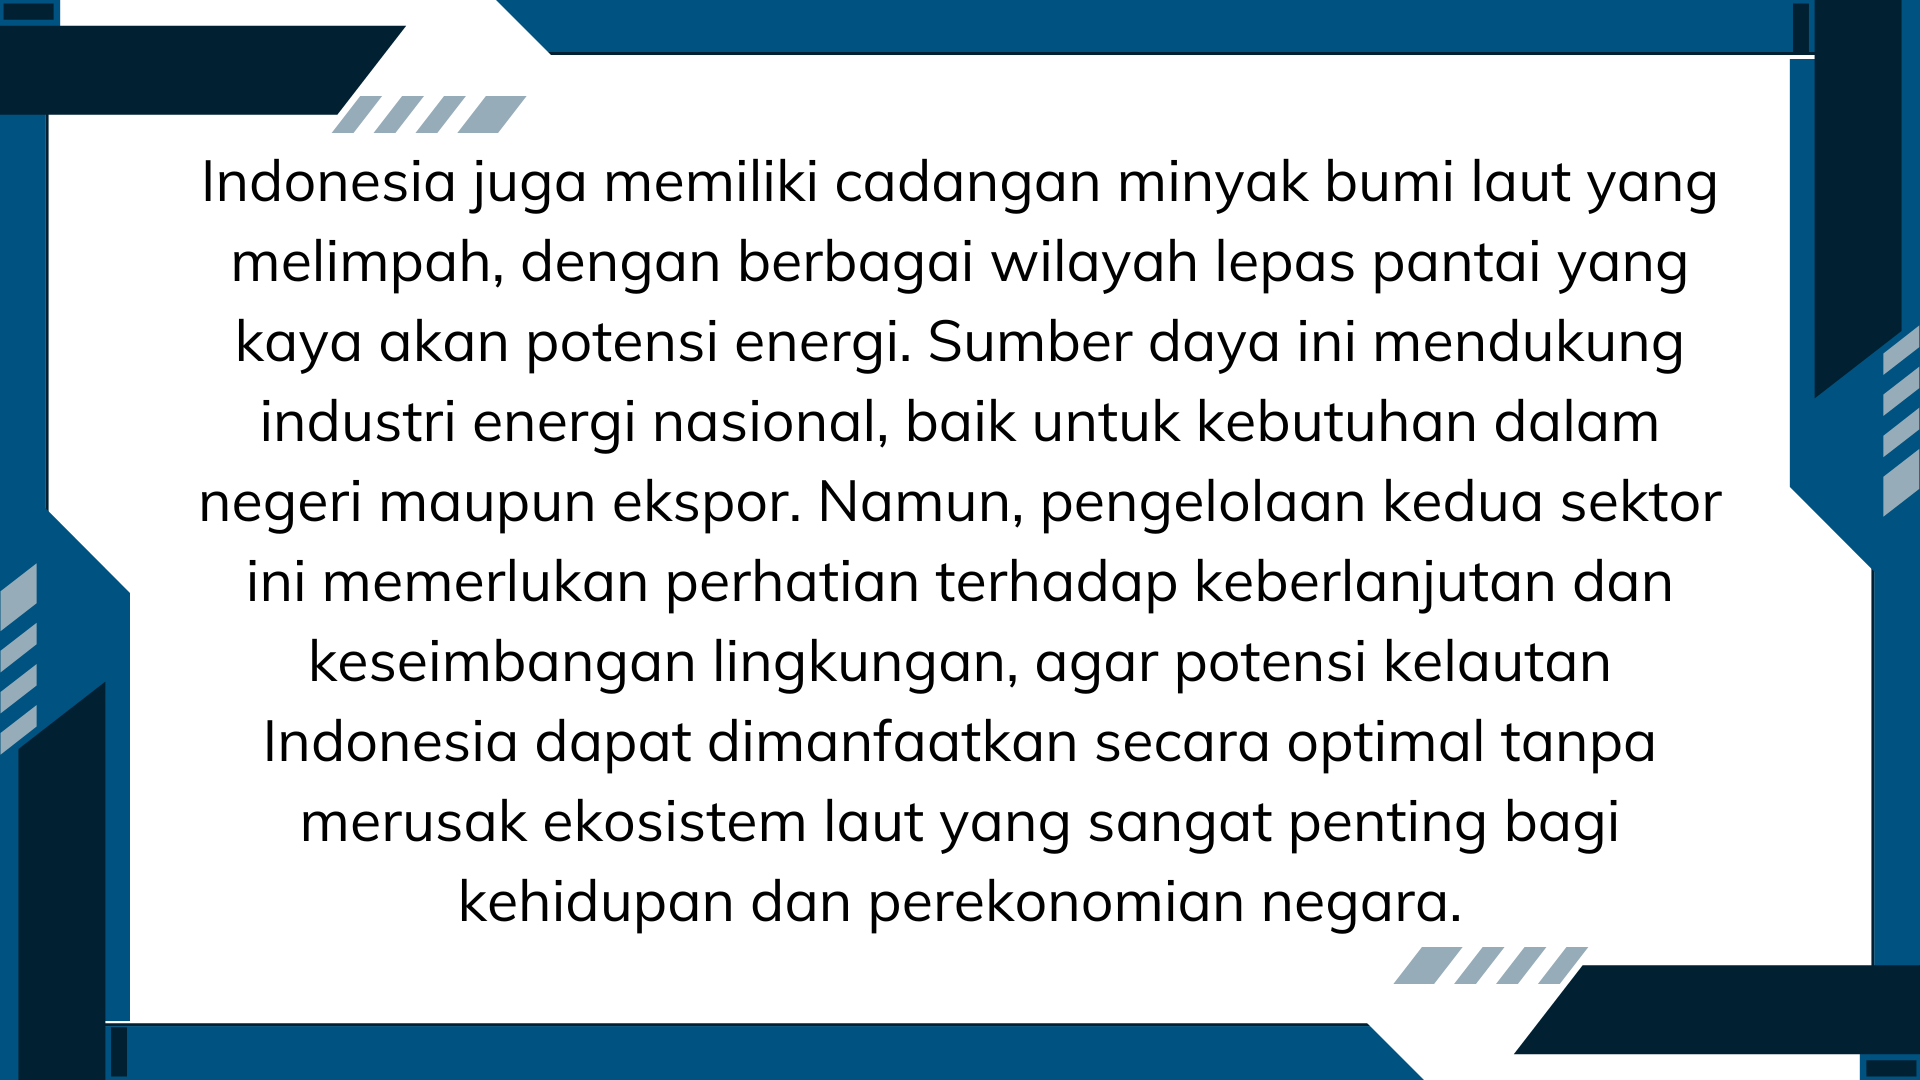 Indonesia juga memiliki cadangan minyak bumi laut yang
melimpah, dengan berbagai wilayah lepas pantai yang
kaya akan potensi energi. Sumber daya ini mendukung
industri energi nasional, baik untuk kebutuhan dalam
negeri maupun ekspor. Namun, pengelolaan kedua sektor
ini memerlukan perhatian terhadap keberlanjutan dan
keseimbangan lingkungan, agar potensi kelautan
Indonesia dapat dimanfaatkan secara optimal tanpa
merusak ekosistem laut yang sangat penting bagi
kehidupan dan perekonomian negara.